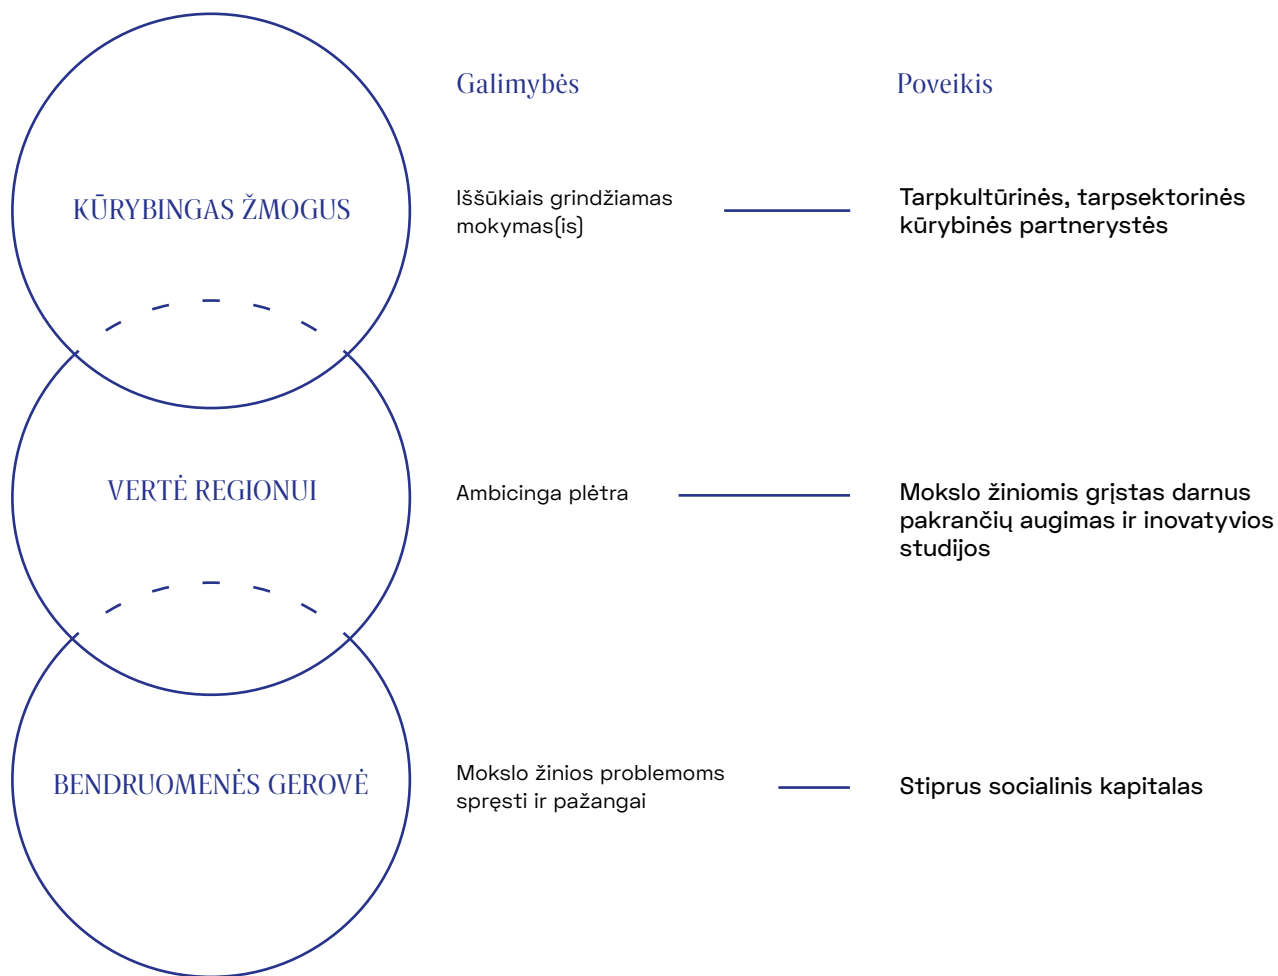 Galimybės
Poveikis
KŪRYBINGAS ŽMOGUS
Iššūkiais grindžiamas
mokymas(is)
Tarpkultūrinės, tarpsektorinės
kūrybinės partnerystės
VERTĖ REGIONUI
Ambicinga plėtra
Mokslo žiniomis grįstas darnus
pakrančių augimas ir inovatyvios
studijos
BENDRUOMENĖS GEROVĖ
Mokslo žinios problemoms
spręsti ir pažangai
Stiprus socialinis kapitalas